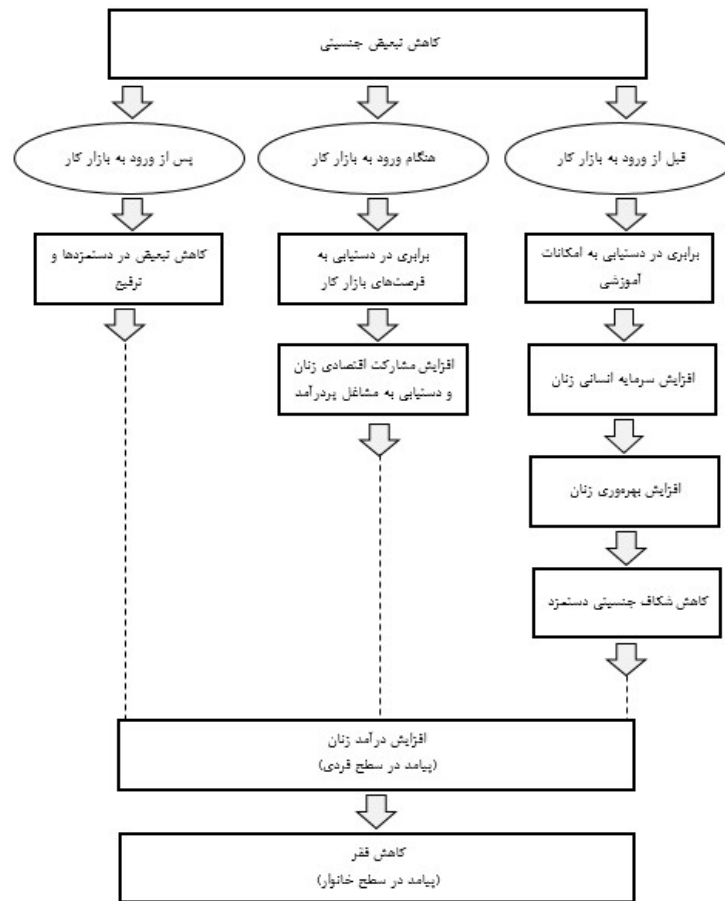 کاهش تبعیض جنسیتی
قبل از ورود به بازار کار
هنگام ورود به بازار کار
پس از ورود به بازار کار
برابری در دستیابی به امکانات
آموزشی
برابری در دستیابی به
فرصت‌های بازار کار
کاهش تبعیض در دستمزدها و
ترفیع
افزایش سرمایه انسانی زنان
افزایش مشارکت اقتصادی زنان
و دستیابی به مشاغل پردرآمد
افزایش بهره‌وری زنان
کاهش شکاف جنسیتی دستمزد
افزایش درآمد زنان
(پیامد در سطح فردی)
کاهش فقر
(پیامد در سطح خانوار)